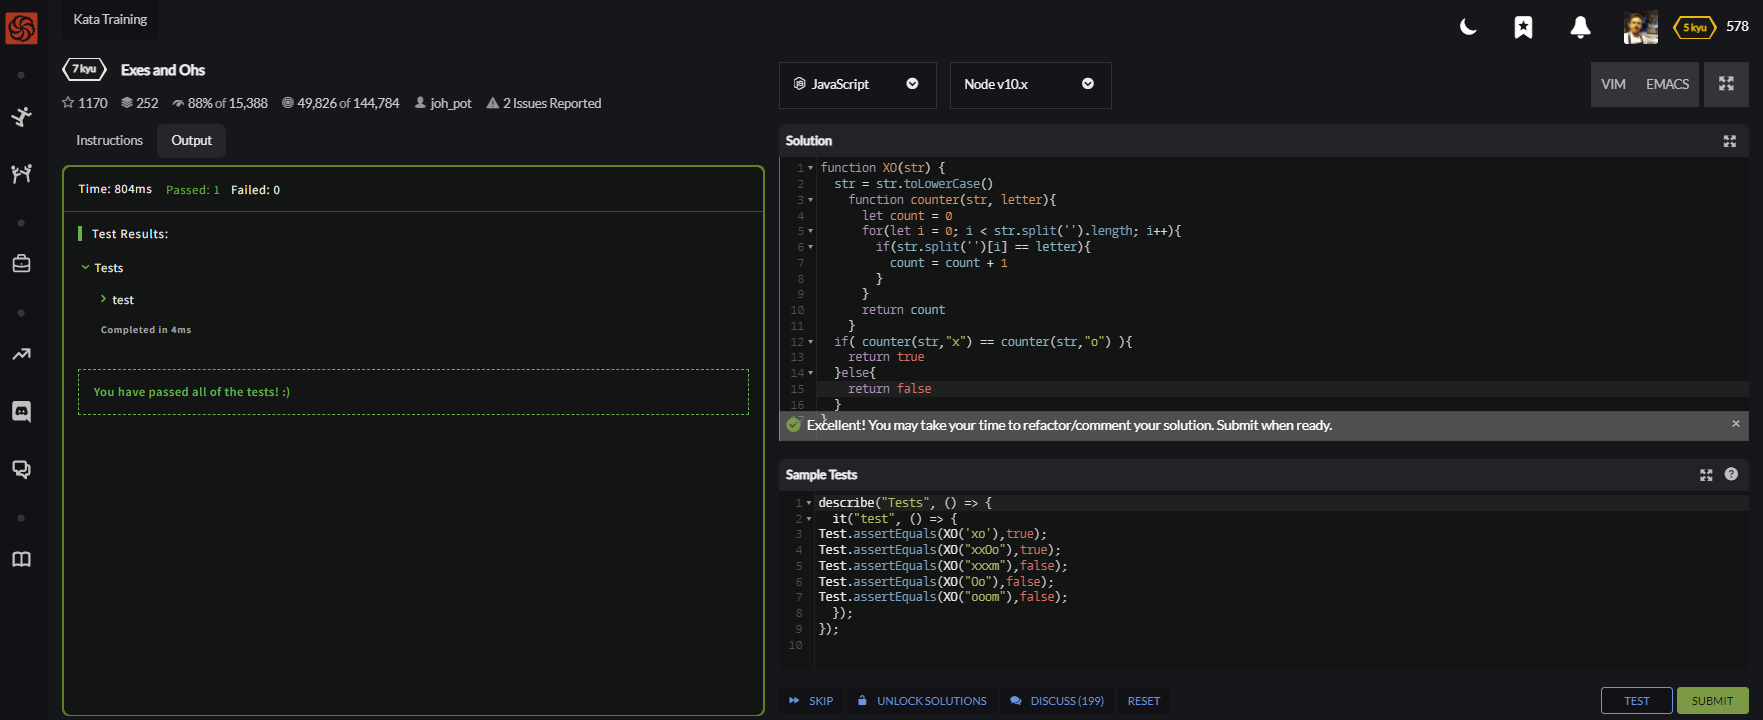 Kata Training
5 kyu
578
7 kyu
Exes and Ohs
1170
252
88% of 15,388
49,826 of 144,784
joh_pot
2 Issues Reported
Instructions
Output
Time: 804ms Passed: 1 Failed: 0
Test Results:
Tests
test
Completed in 4ms
You have passed all of the tests! :)
JavaScript
Node v10.x
VIM
EMACS
Solution
1 function XO(str) {
2 str = str.toLowerCase()
3 function counter(str, letter){
4 let count = 0
5 for(let i = 0; i < str.split('').length; i++){
6 if(str.split('')[i] == letter){
7 count = count + 1
8 }
9 }
10 return count
11 }
12 if( counter(str,"x") == counter(str,"o") ){
13 return true
14 }else{
15 return false
16 }
17 }
Excellent! You may take your time to refactor/comment your solution. Submit when ready.
Sample Tests
1 describe("Tests", () => {
2 it("test", () => {
3 Test.assertEquals(XO('xo'),true);
4 Test.assertEquals(XO("xxOo"),true);
5 Test.assertEquals(XO("xxxm"),false);
6 Test.assertEquals(XO("Oo"),false);
7 Test.assertEquals(XO("ooom"),false);
8 });
9 });
10
SKIP
UNLOCK SOLUTIONS
DISCUSS (199)
RESET
TEST
SUBMIT